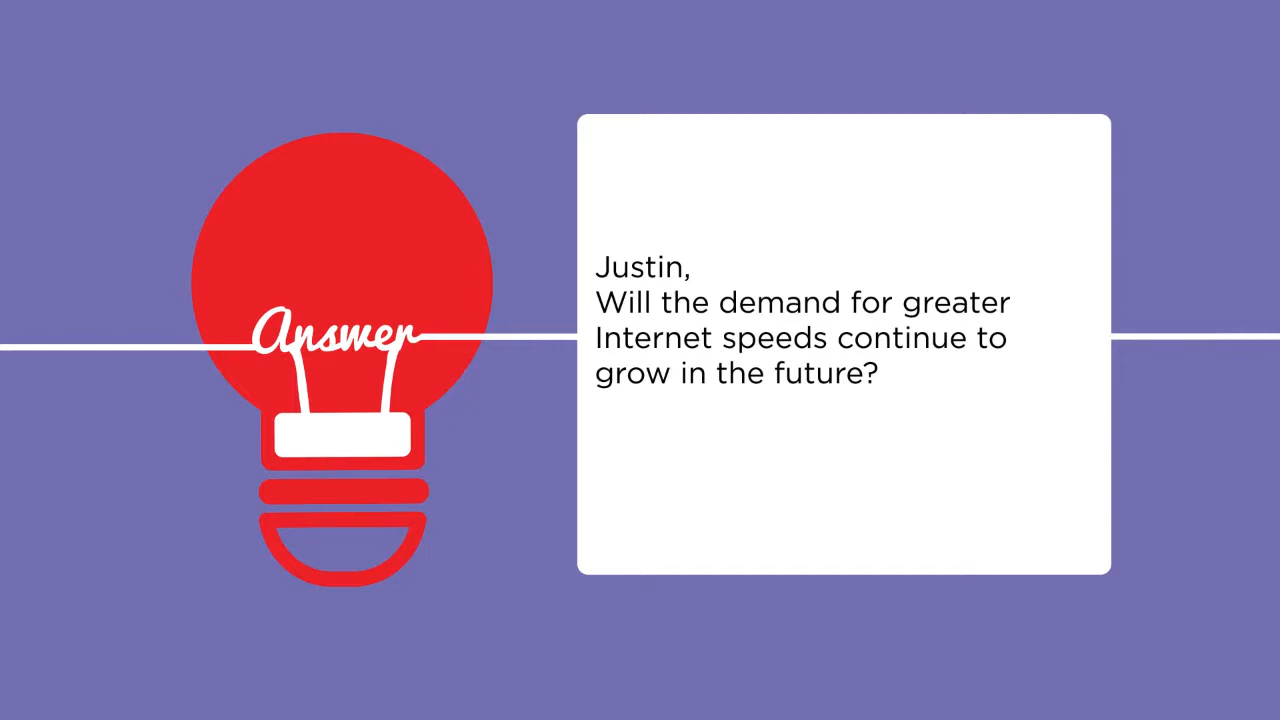 Answer
Justin,
Will the demand for greater
Internet speeds continue to
grow in the future?